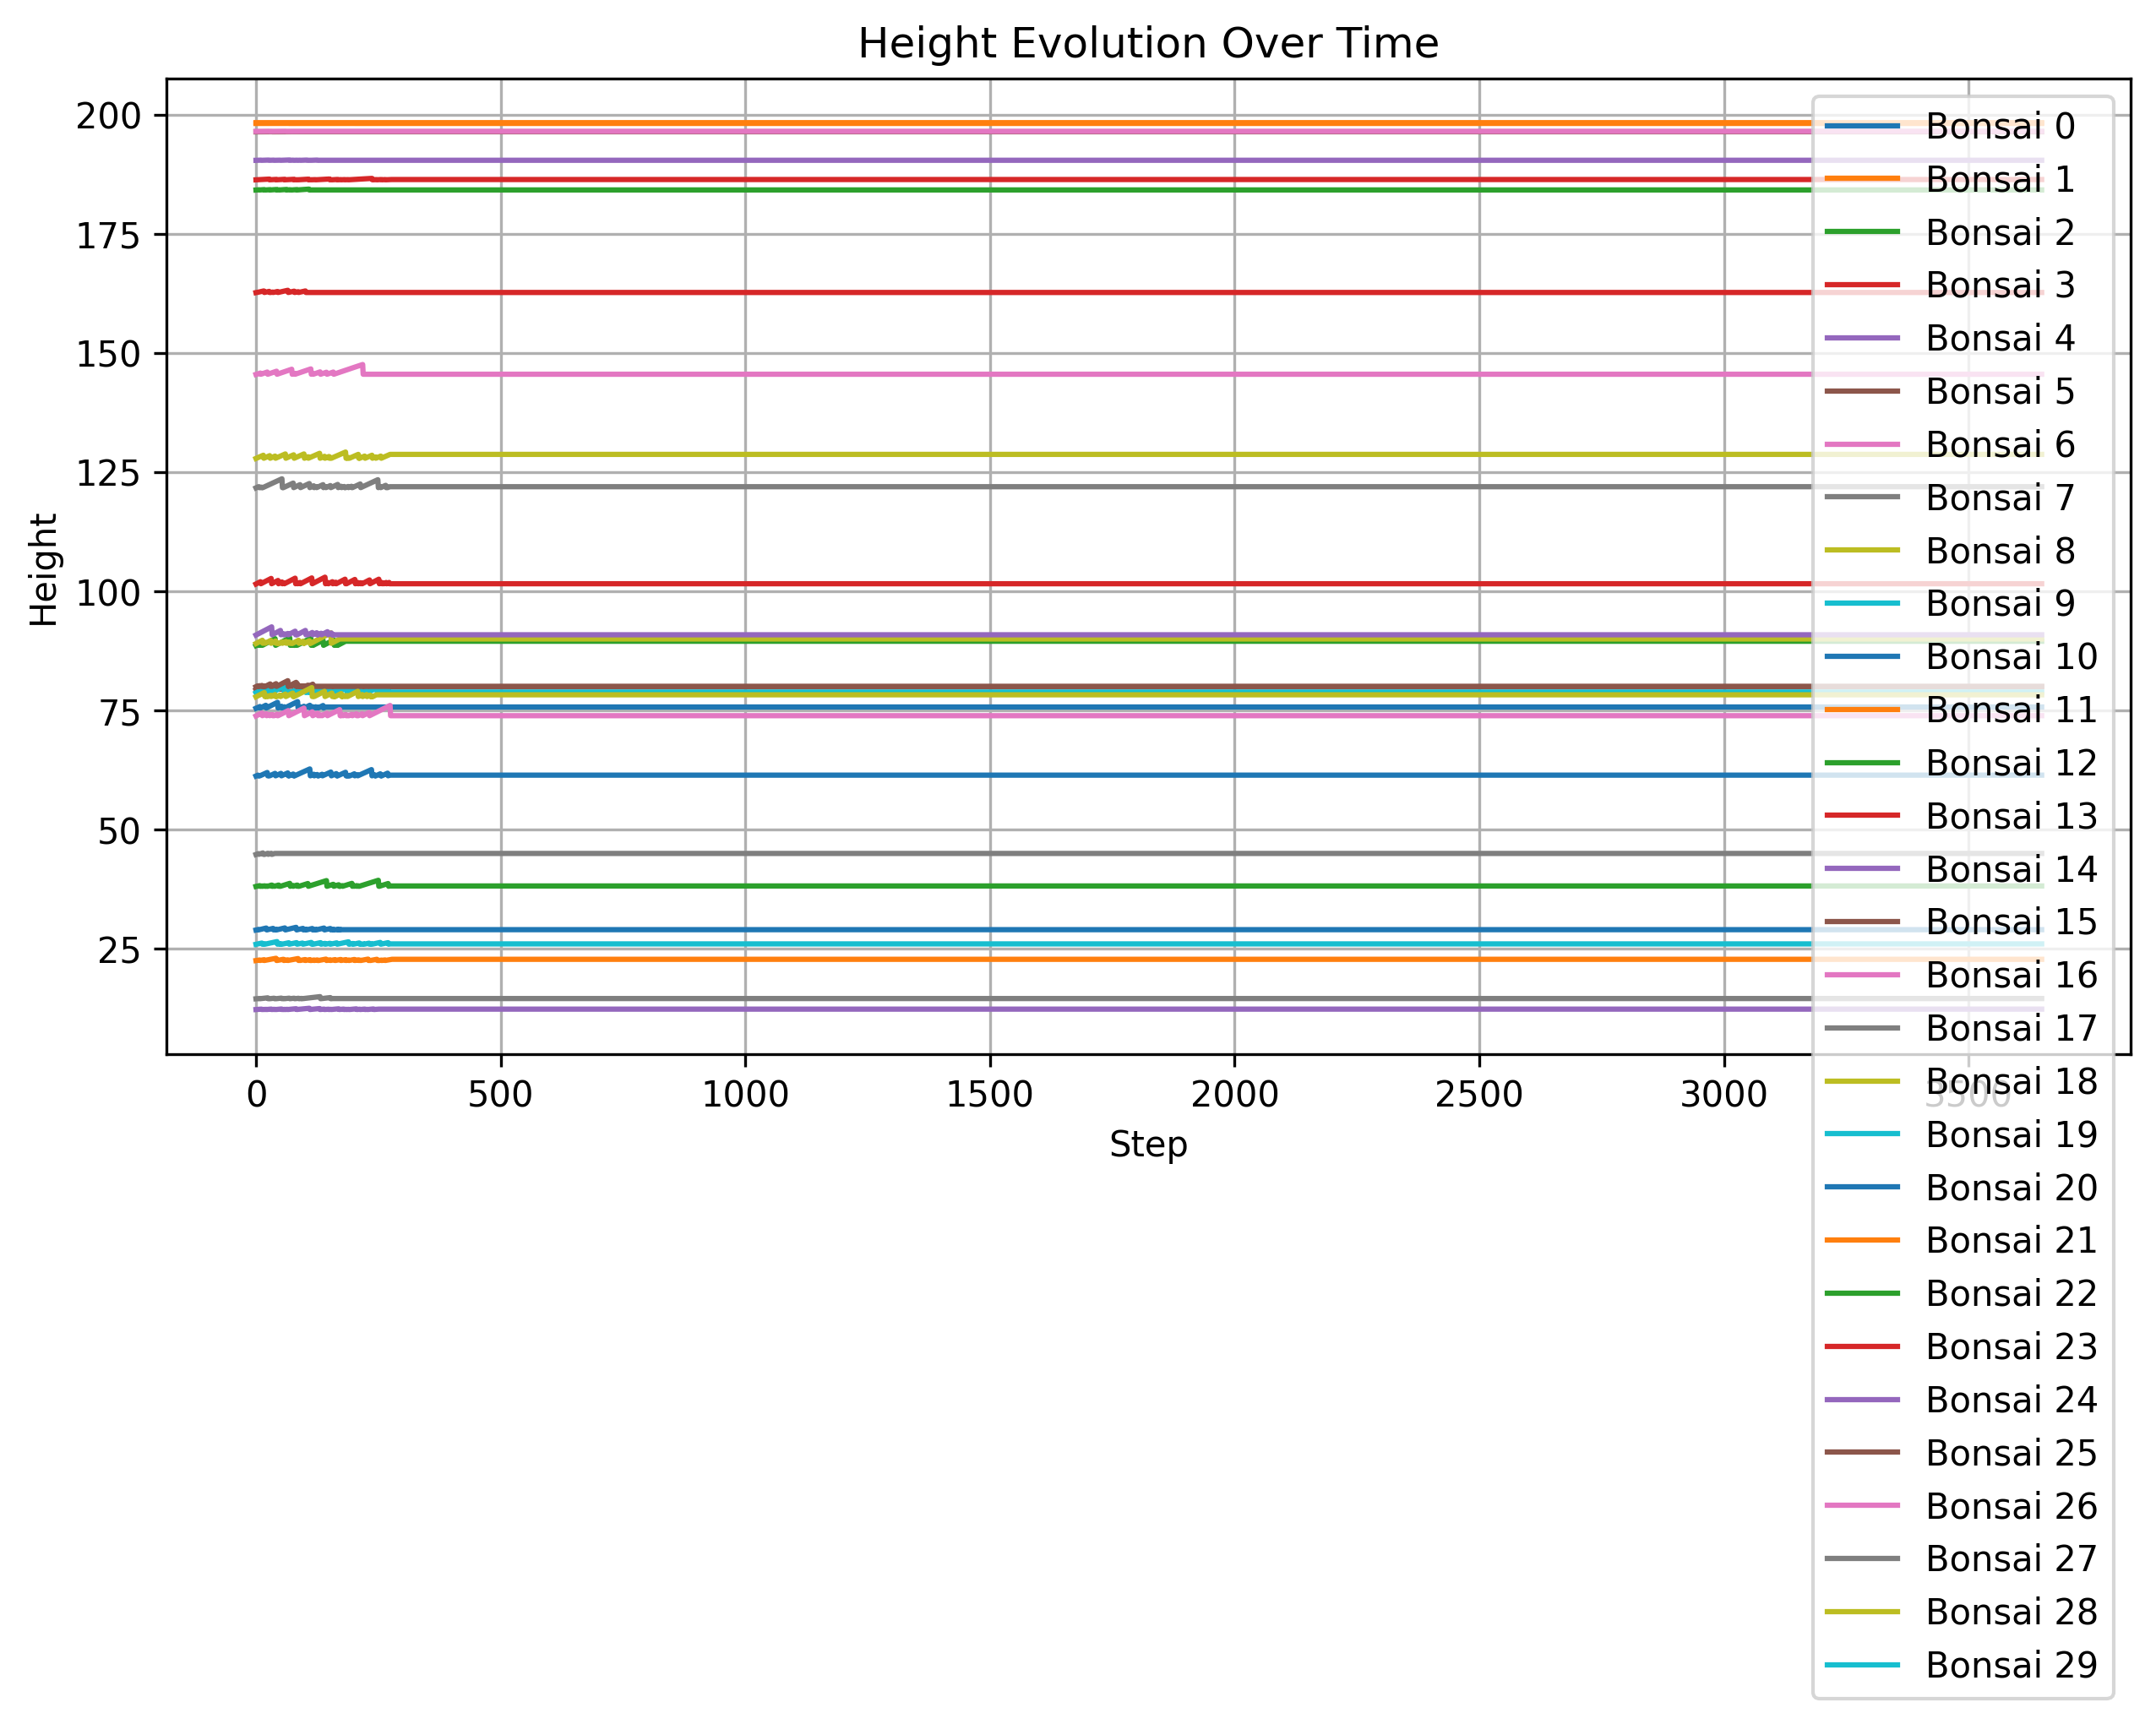 Height Evolution Over Time
Height
200
175
150
125
100
75
50
25
0
500
1000
1500
2000
2500
3000
3500
Step
Bonsai 0
Bonsai 1
Bonsai 2
Bonsai 3
Bonsai 4
Bonsai 5
Bonsai 6
Bonsai 7
Bonsai 8
Bonsai 9
Bonsai 10
Bonsai 11
Bonsai 12
Bonsai 13
Bonsai 14
Bonsai 15
Bonsai 16
Bonsai 17
Bonsai 18
Bonsai 19
Bonsai 20
Bonsai 21
Bonsai 22
Bonsai 23
Bonsai 24
Bonsai 25
Bonsai 26
Bonsai 27
Bonsai 28
Bonsai 29